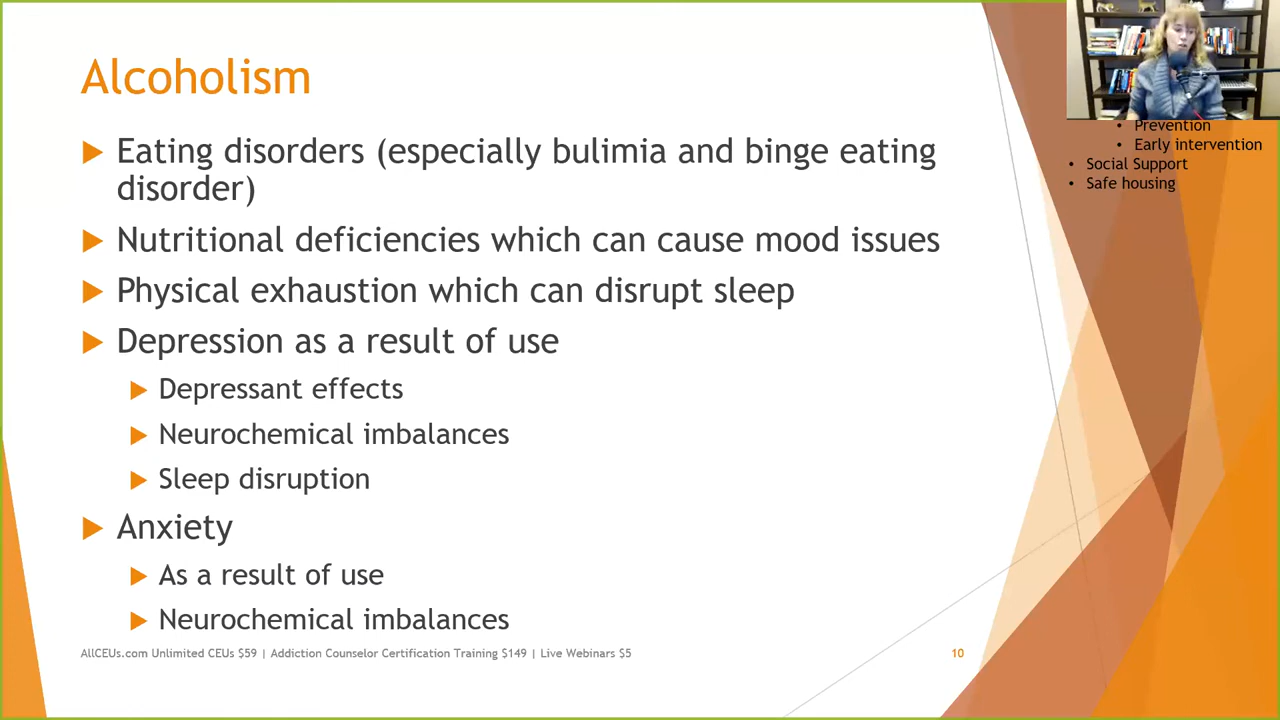 Alcoholism
Eating disorders (especially bulimia and binge eating
disorder)
Nutritional deficiencies which can cause mood issues
Physical exhaustion which can disrupt sleep
Depression as a result of use
Depressant effects
Neurochemical imbalances
Sleep disruption
Anxiety
As a result of use
Neurochemical imbalances
AllCEUs.com Unlimited CEUs $59 | Addiction Counselor Certification Training $149 | Live Webinars $5
10
• Prevention
• Early intervention
• Social Support
• Safe housing